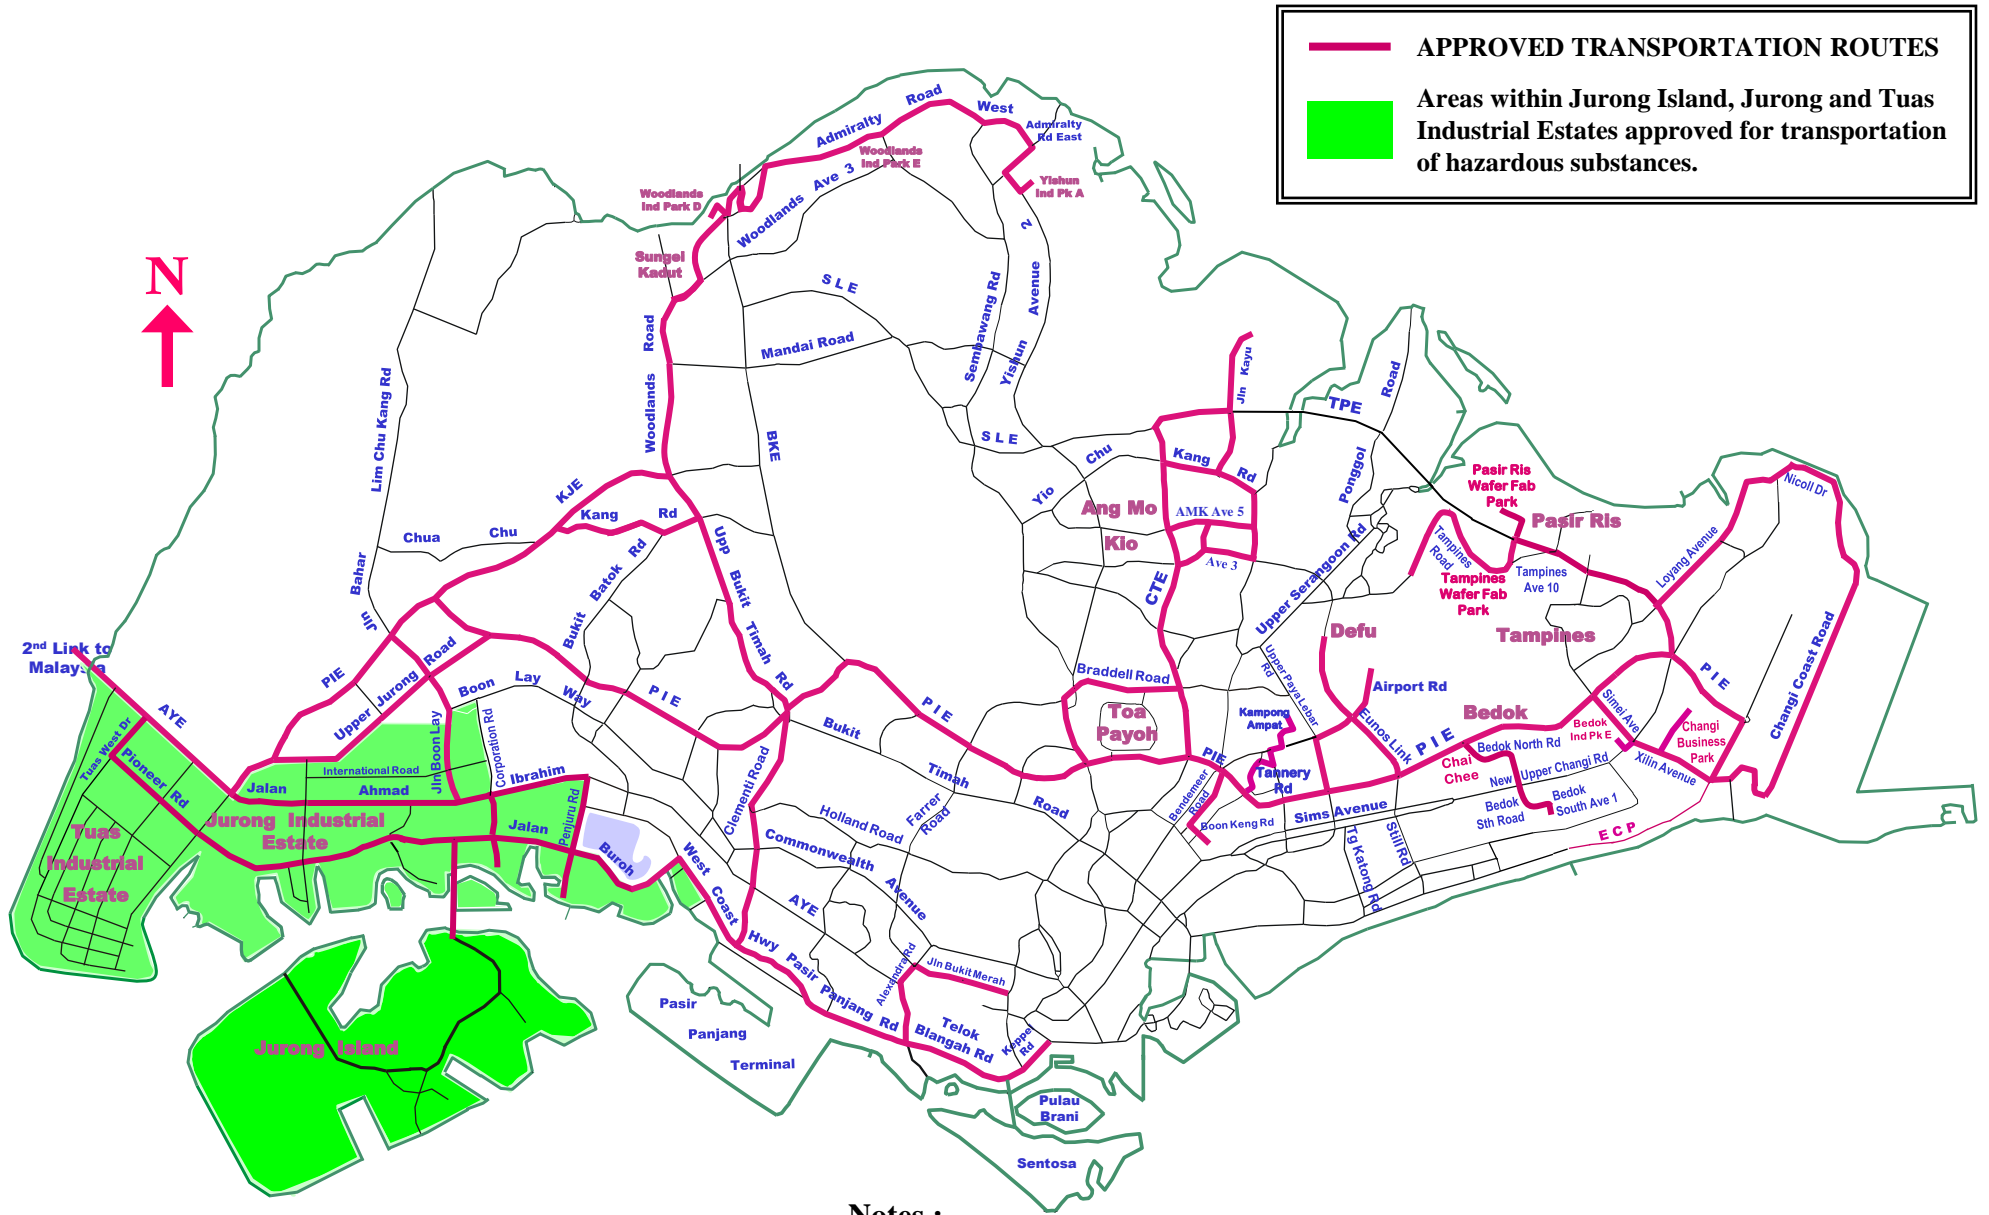 APPROVED TRANSPORTATION ROUTES
Areas within Jurong Island, Jurong and Tuas
Industrial Estates approved for transportation
of hazardous substances.
N
Admiralty Road West
Admiralty
Rd East
Woodlands
Ind Park E
Woodlands Ave 3
Woodlands
Ind Park D
Yishun
Ind Pk A
Sungei
Kadut
SLE
Mandai Road
Sembawang Rd
Yishun Avenue 2
Woodlands Road
BKE
Lim Chu Kang Rd
SLE
Jln Kayu
TPE
Ponggol Road
Yio Chu Kang Rd
KJE
Chua Chu Kang Rd
Ang Mo
Kio
AMK Ave 5
Ave 3
CTE
Pasir Ris
Wafer Fab
Park
Pasir Ris
Nicoll Dr
Tampines
Road
Tampines
Wafer Fab
Park
Tampines
Ave 10
Loyang Avenue
Upper Serangoon Rd
Defu
Tampines
Jln Bahar
Bukit Batok Rd
Upp Bukit Timah Rd
2nd Link to
Malaysia
AYE
PIE
Upper Jurong Road
Boon Lay Way
PIE
Braddell Road
Toa
Payoh
Upper Paya Lebar
Rd
Airport Rd
Kampong
Ampat
Eunos Link
PIE
Bedok
Bedok
Ind Pk E
Simei Ave
PIE
Changi
Business
Park
Changi Coast Road
Xilin Avenue
Bedok North Rd
Chai
Chee
New Upper Changi Rd
Bedok
Sth Road
Bedok
South Ave 1
ECP
Tuas West Dr
Pioneer Rd
Jln Boon Lay
Corporation Rd
International Road
Jalan Ahmad Ibrahim
Jurong Industrial
Estate
Tuas
Industrial
Estate
Jalan Buroh
Penjuru Rd
Clementi Road
PIE
Bukit Timah Road
Farrer
Road
Holland Road
Commonwealth Avenue
AYE
West Coast Hwy
Pasir Panjang Rd
Alexandra Rd
Jln Bukit Merah
Telok
Blangah Rd
Keppel
Rd
PIE
Bendemeer
Road
Tannery
Rd
Boon Keng Rd
Sims Avenue
Tg Katong Rd
Still Rd
Jurong Island
Pasir
Panjang
Terminal
Pulau
Brani
Sentosa
Notes :